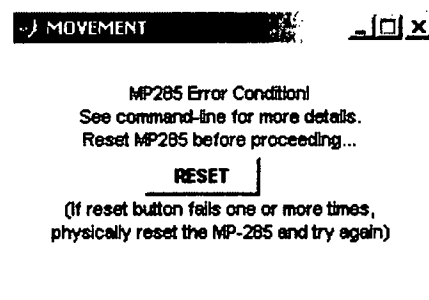 MOVEMENT
MP285 Error Condition!
See command-line for more details.
Reset MP285 before proceeding...
RESET
(If reset button fails one or more times,
physically reset the MP-285 and try again)